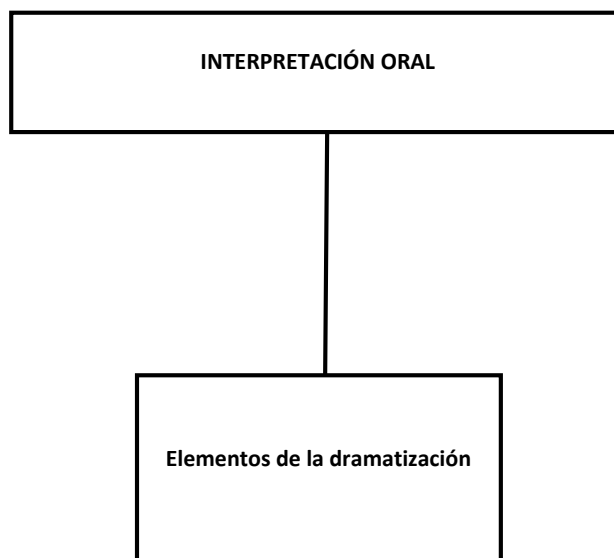 INTERPRETACIÓN ORAL
Elementos de la dramatización